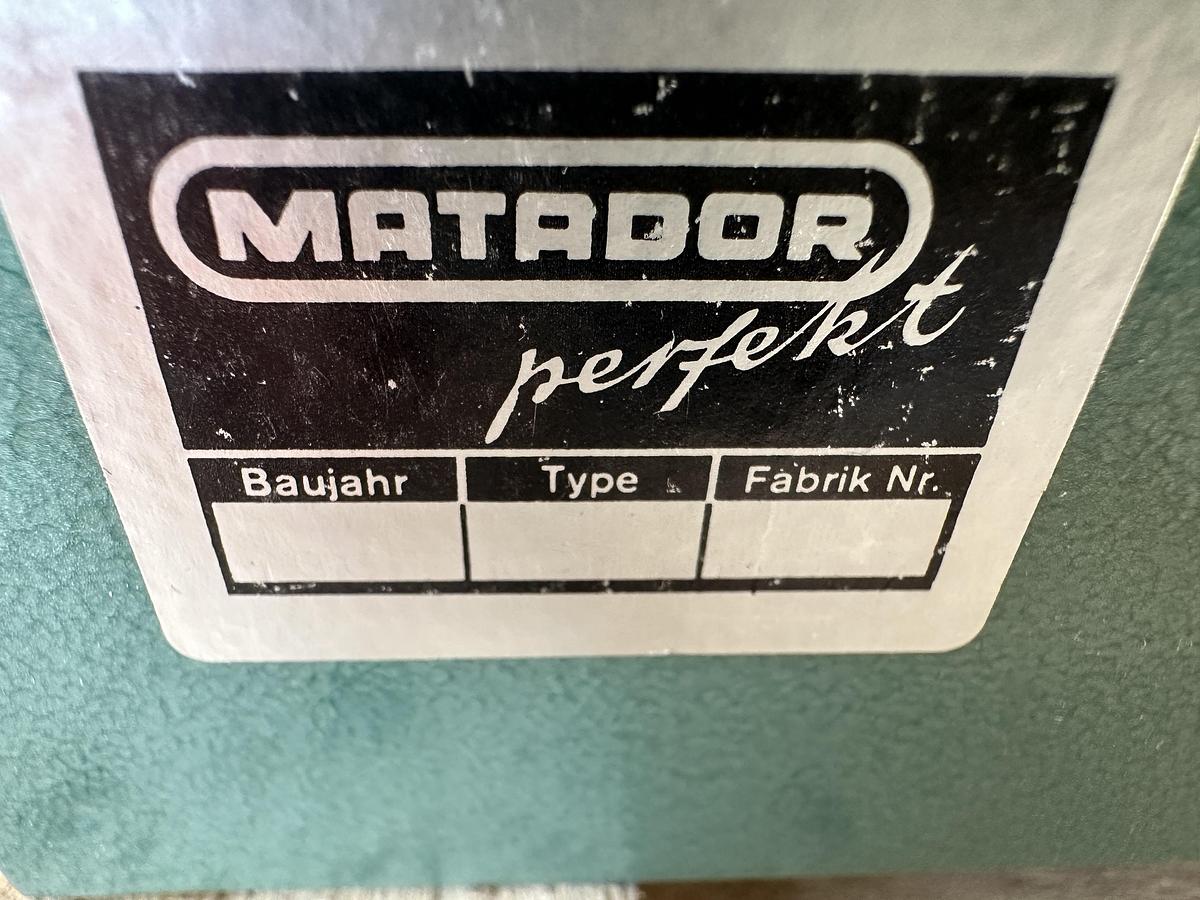 MATADOR
perfekt
Baujahr Type Fabrik Nr.